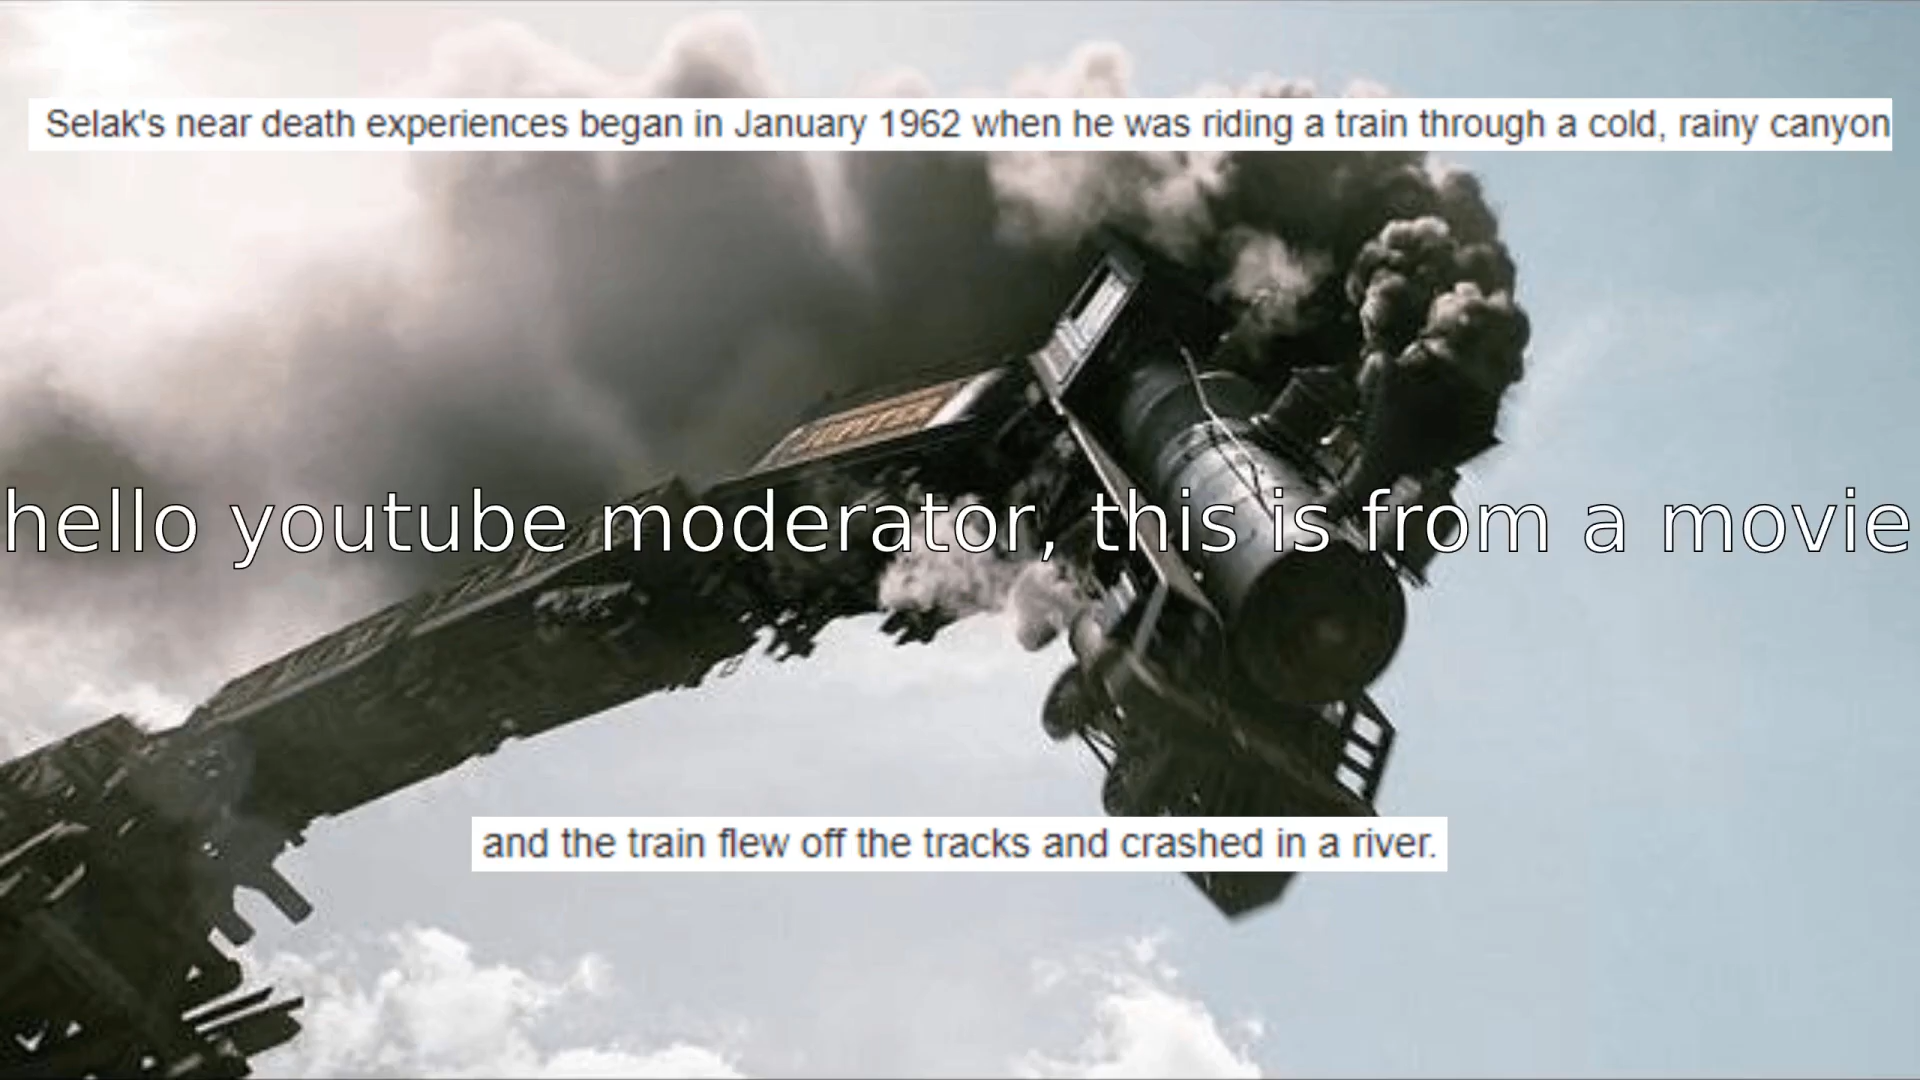 Selak's near death experiences began in January 1962 when he was riding a train through a cold, rainy canyon
JUPITER
hello youtube moderator, this is from a movie
and the train flew off the tracks and crashed in a river.